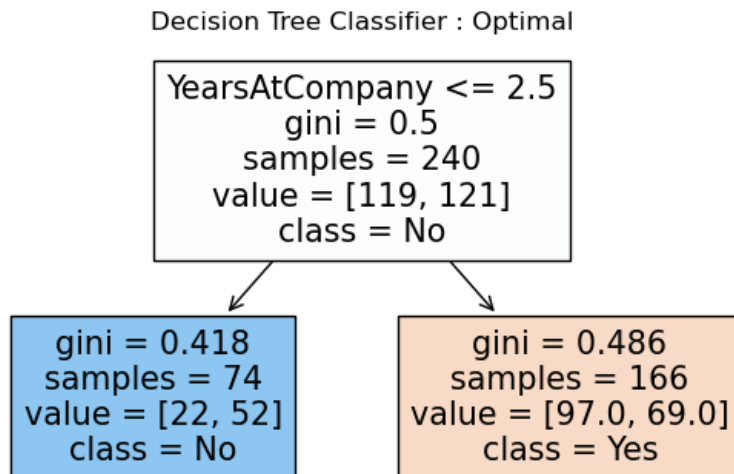 Decision Tree Classifier : Optimal
YearsAtCompany <= 2.5
gini = 0.5
samples = 240
value = [119, 121]
class = No
gini = 0.418
samples = 74
value = [22, 52]
class = No
gini = 0.486
samples = 166
value = [97.0, 69.0]
class = Yes